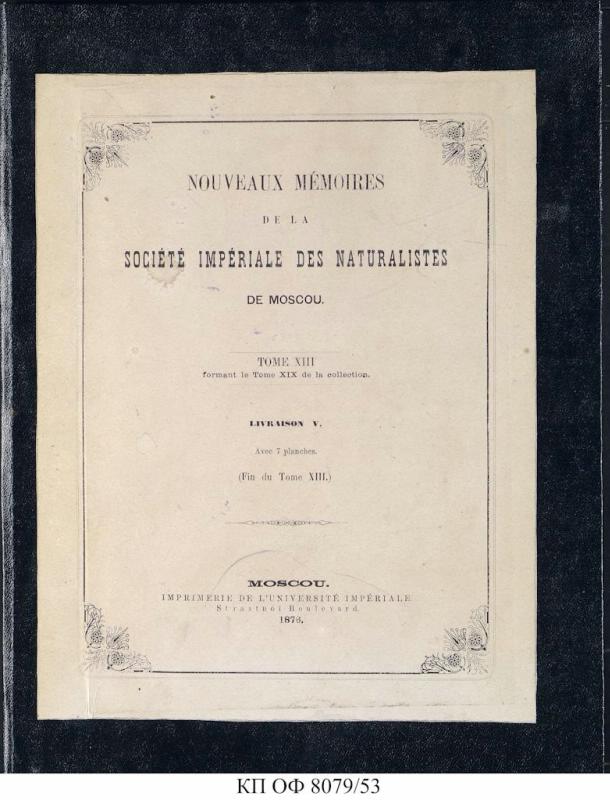 NOUVEAUX MÉMOIRES
DE LA
SOCIÉTÉ IMPÉRIALE DES NATURALISTES
DE MOSCOU.
TOME XIII
formant le Tome XIX de la collection.
LIVRAISON V.
Avec 7 planches.
(Fin du Tome XIII.)
MOSCOU.
IMPRIMERIE DE L'UNIVERSITÉ IMPÉRIALE
Strastnoi Boulevard.
1876.
КП ОФ 8079/53